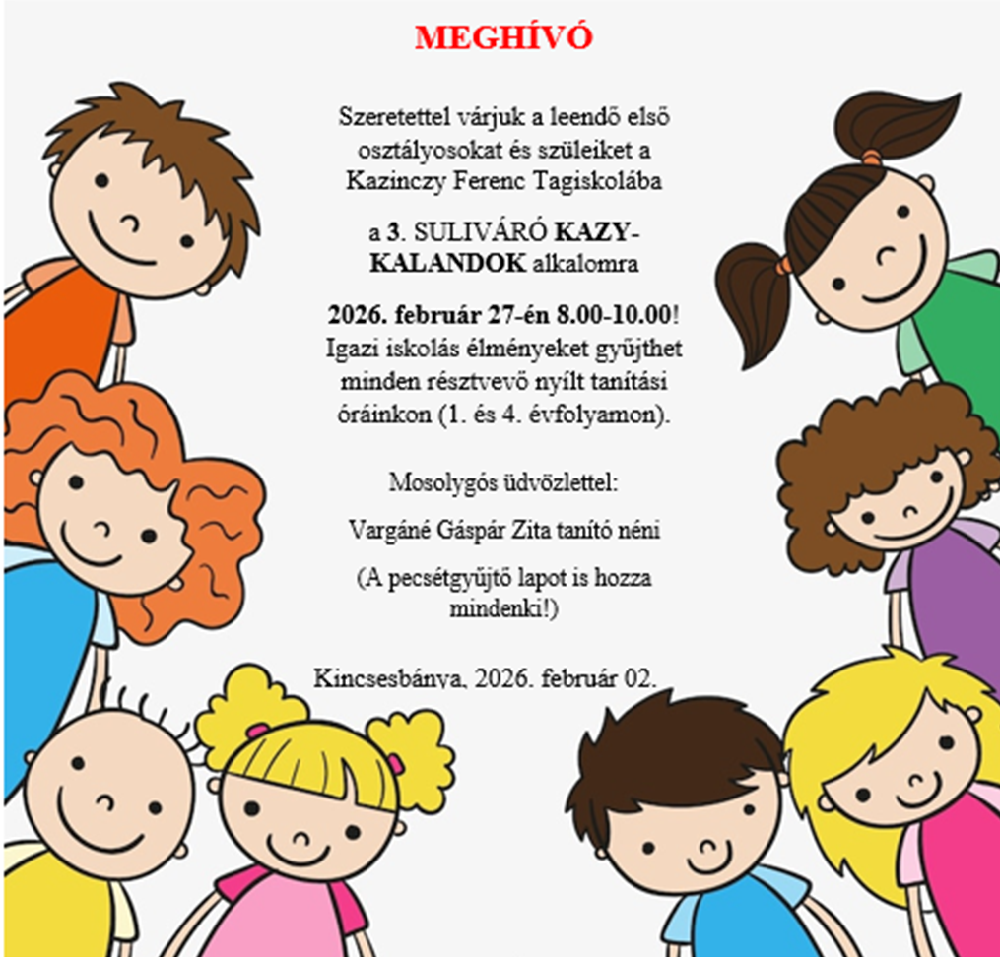 MEGHÍVÓ
Szeretettel várjuk a leendő első
osztályosokat és szüleiket a
Kazinczy Ferenc Tagiskolába
a 3. SULIVÁRÓ KAZY-
KALANDOK alkalomra
2026. február 27-én 8.00-10.00!
Igazi iskolás élményeket gyűjthet
minden résztvevő nyílt tanítási
óráinkon (1. és 4. évfolyamon).
Mosolygós üdvözlettel:
Vargáné Gáspár Zita tanító néni
(A pecsétgyűjtő lapot is hozza
mindenki!)
Kincsesbánya, 2026. február 02.